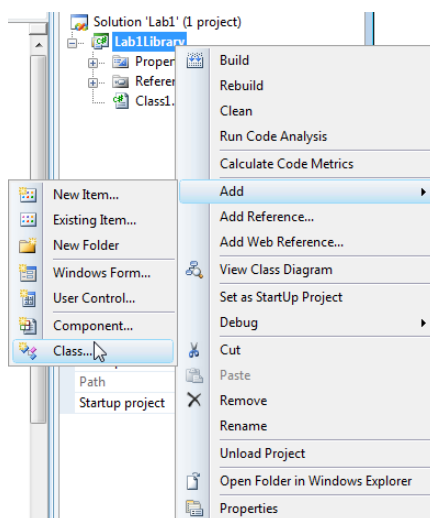 Solution 'Lab1' (1 project)
Lab1Library
Proper
Referer
Class1.
Build
Rebuild
Clean
Run Code Analysis
Calculate Code Metrics
Add
Add Reference...
Add Web Reference...
View Class Diagram
Set as StartUp Project
Debug
Cut
Paste
Remove
Rename
Unload Project
Open Folder in Windows Explorer
Properties
New Item...
Existing Item...
New Folder
Windows Form...
User Control...
Component...
Class...
Path
Startup project